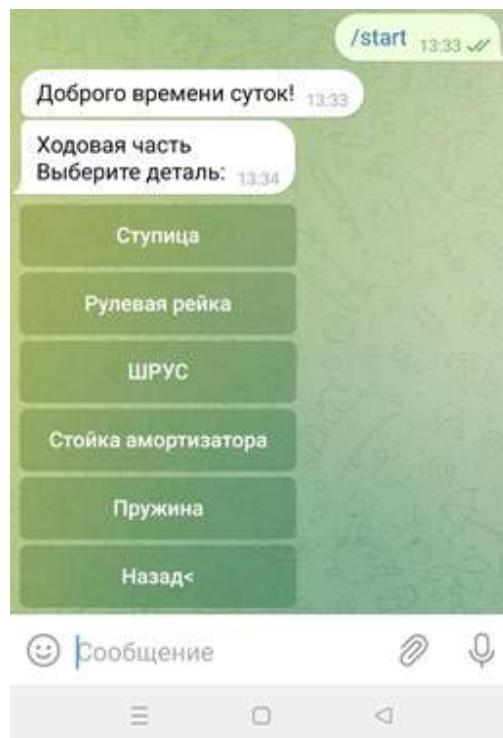 /start 13:33
Доброго времени суток! 13:33
Ходовая часть
Выберите деталь: 13:34
Ступица
Рулевая рейка
ШРУС
Стойка амортизатора
Пружина
Назад<
Сообщение